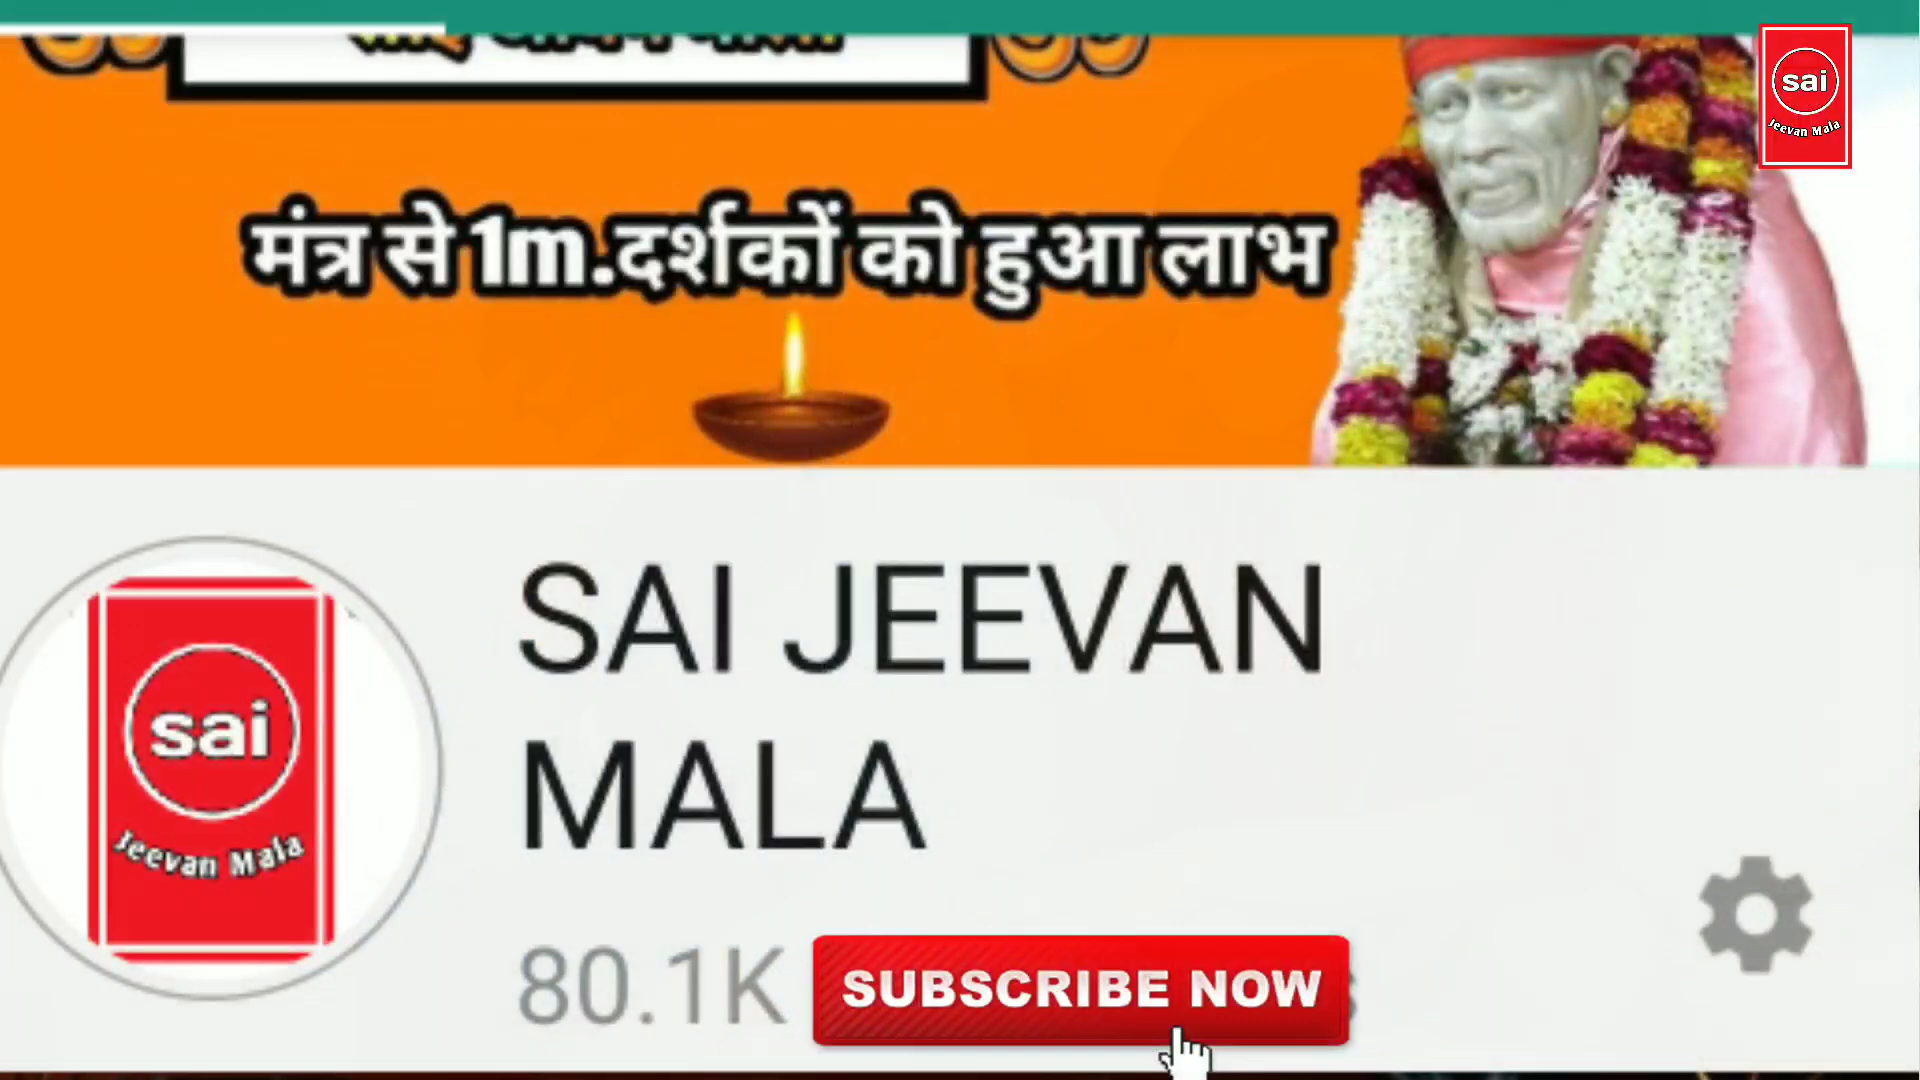 sai
Jeevan Mala
मंत्र से 1m.दर्शकों को हुआ लाभ
SAI JEEVAN
MALA
sai
Jeevan Mala
80.1K
SUBSCRIBE NOW